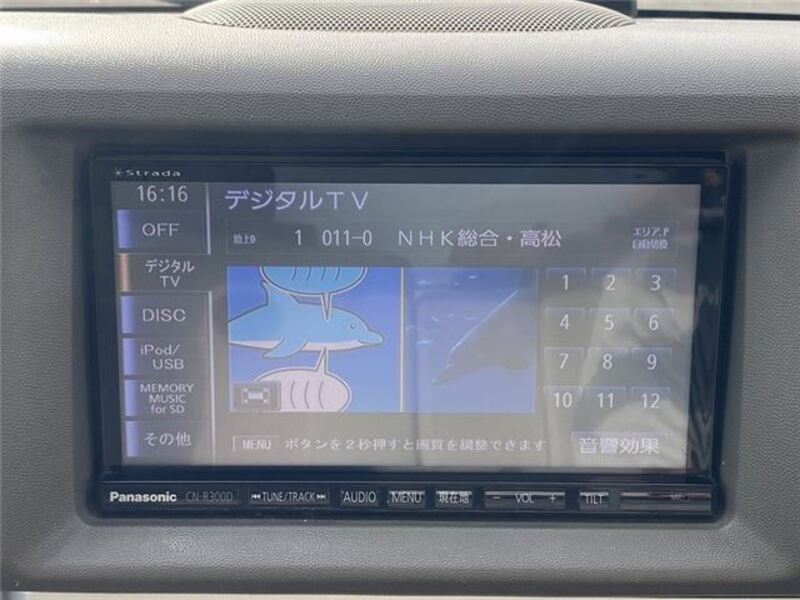 Strada
16:16
デジタルTV
OFF
地上D 1 011-0 NHK総合・高松
エリア.P
自動切換
デジタル
TV
DISC
iPod/
USB
MEMORY
MUSIC
for SD
その他
1 2 3
4 5 6
7 8 9
10 11 12
MENU ボタンを2秒押すと画質を調整できます
音響効果
Panasonic CN-R300D TUNE/TRACK AUDIO MENU 現在地 − VOL + TILT